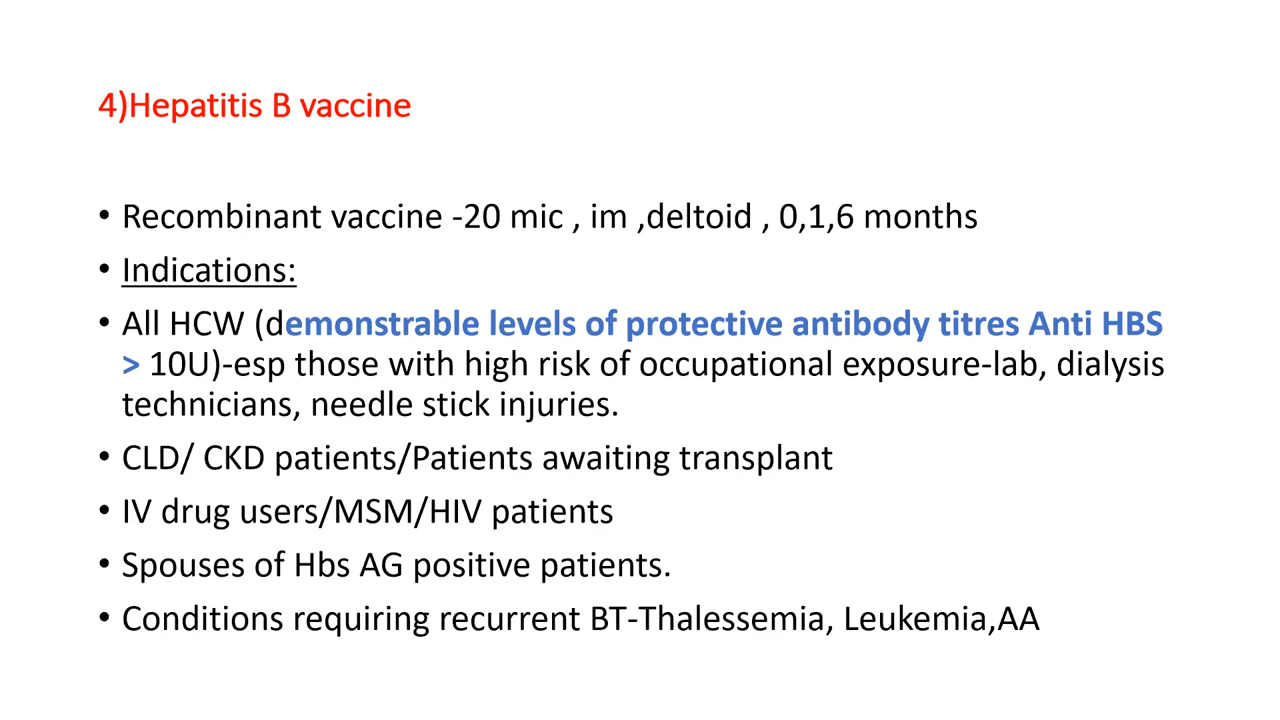 4)Hepatitis B vaccine
• Recombinant vaccine -20 mic , im ,deltoid , 0,1,6 months
• Indications:
• All HCW (demonstrable levels of protective antibody titres Anti HBS
> 10U)-esp those with high risk of occupational exposure-lab, dialysis
technicians, needle stick injuries.
• CLD/ CKD patients/Patients awaiting transplant
• IV drug users/MSM/HIV patients
• Spouses of Hbs AG positive patients.
• Conditions requiring recurrent BT-Thalessemia, Leukemia,AA